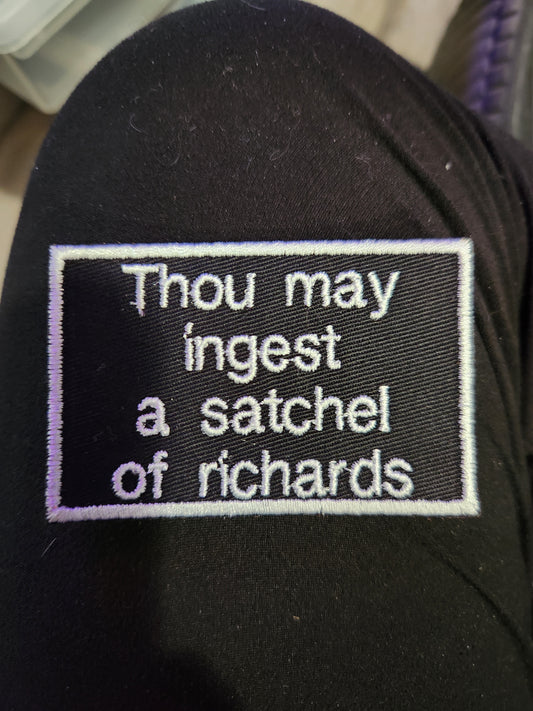 Thou may
ingest
a satchel
of richards